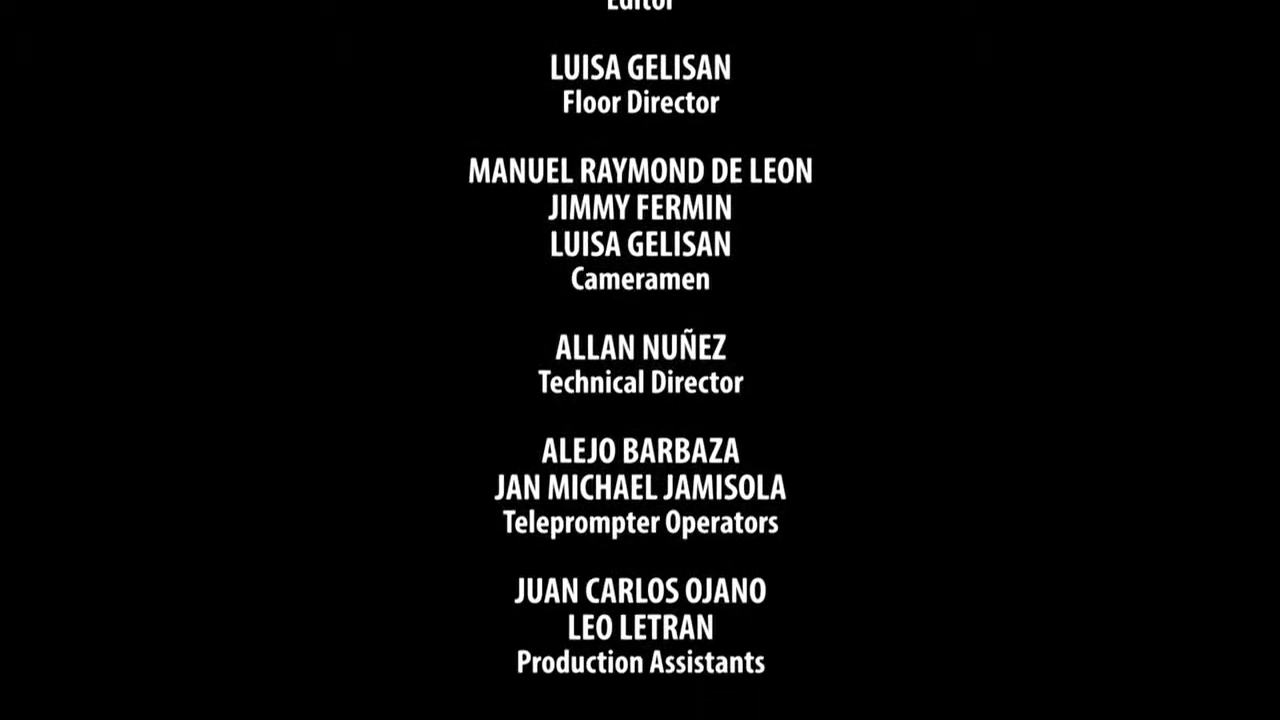 Editor
LUISA GELISAN
Floor Director
MANUEL RAYMOND DE LEON
JIMMY FERMIN
LUISA GELISAN
Cameramen
ALLAN NUÑEZ
Technical Director
ALEJO BARBAZA
JAN MICHAEL JAMISOLA
Teleprompter Operators
JUAN CARLOS OJANO
LEO LETRAN
Production Assistants